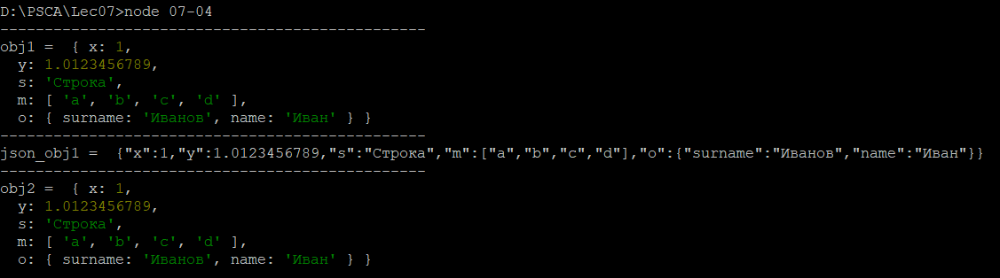 D:\PSCA\Lec07>node 07-04
------------------------------------------------
obj1 =  { x: 1,
  y: 1.0123456789,
  s: 'Строка',
  m: [ 'a', 'b', 'c', 'd' ],
  o: { surname: 'Иванов', name: 'Иван' } }
------------------------------------------------
json_obj1 =  {"x":1,"y":1.0123456789,"s":"Строка","m":["a","b","c","d"],"o":{"surname":"Иванов","name":"Иван"}}
------------------------------------------------
obj2 =  { x: 1,
  y: 1.0123456789,
  s: 'Строка',
  m: [ 'a', 'b', 'c', 'd' ],
  o: { surname: 'Иванов', name: 'Иван' } }